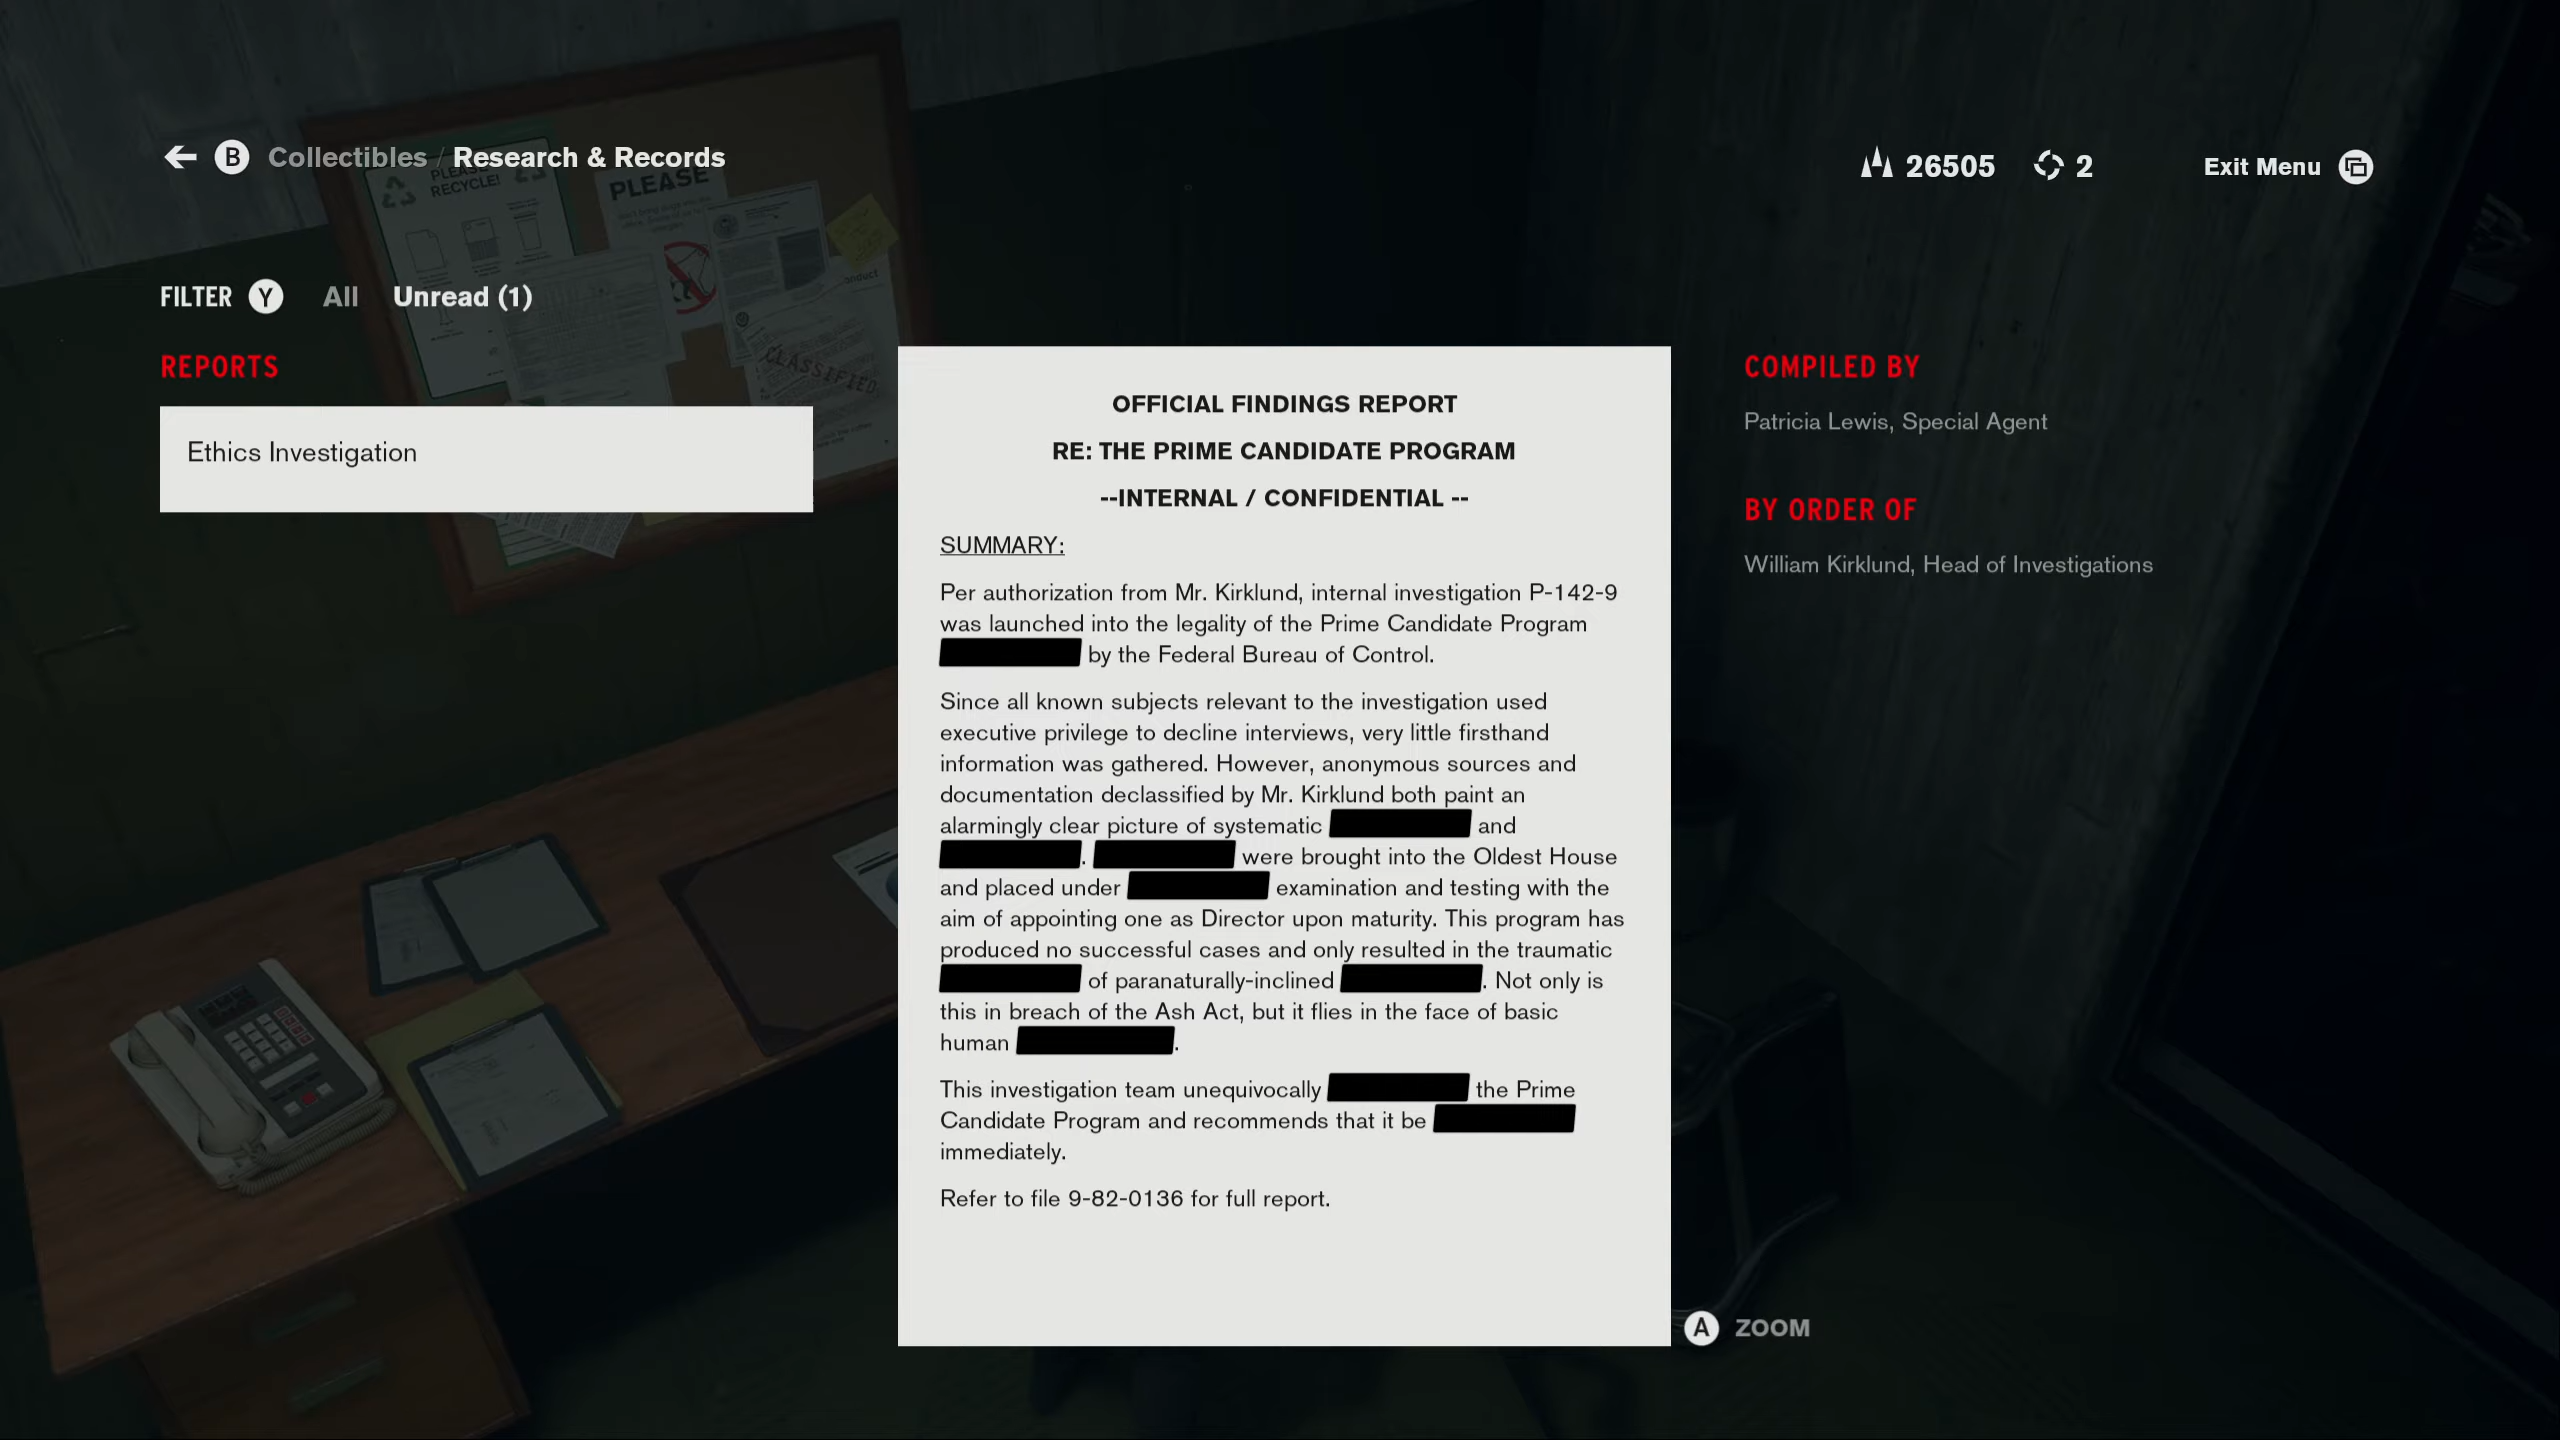 B Collectibles / Research & Records
26505 2 Exit Menu
FILTER Y All Unread (1)
REPORTS
Ethics Investigation
OFFICIAL FINDINGS REPORT
RE: THE PRIME CANDIDATE PROGRAM
--INTERNAL / CONFIDENTIAL --
SUMMARY:
Per authorization from Mr. Kirklund, internal investigation P-142-9
was launched into the legality of the Prime Candidate Program
by the Federal Bureau of Control.
Since all known subjects relevant to the investigation used
executive privilege to decline interviews, very little firsthand
information was gathered. However, anonymous sources and
documentation declassified by Mr. Kirklund both paint an
alarmingly clear picture of systematic and
. were brought into the Oldest House
and placed under examination and testing with the
aim of appointing one as Director upon maturity. This program has
produced no successful cases and only resulted in the traumatic
of paranaturally-inclined . Not only is
this in breach of the Ash Act, but it flies in the face of basic
human .
This investigation team unequivocally the Prime
Candidate Program and recommends that it be
immediately.
Refer to file 9-82-0136 for full report.
COMPILED BY
Patricia Lewis, Special Agent
BY ORDER OF
William Kirklund, Head of Investigations
A ZOOM
PLEASE
RECYCLE!
PLEASE
CLASSIFIED